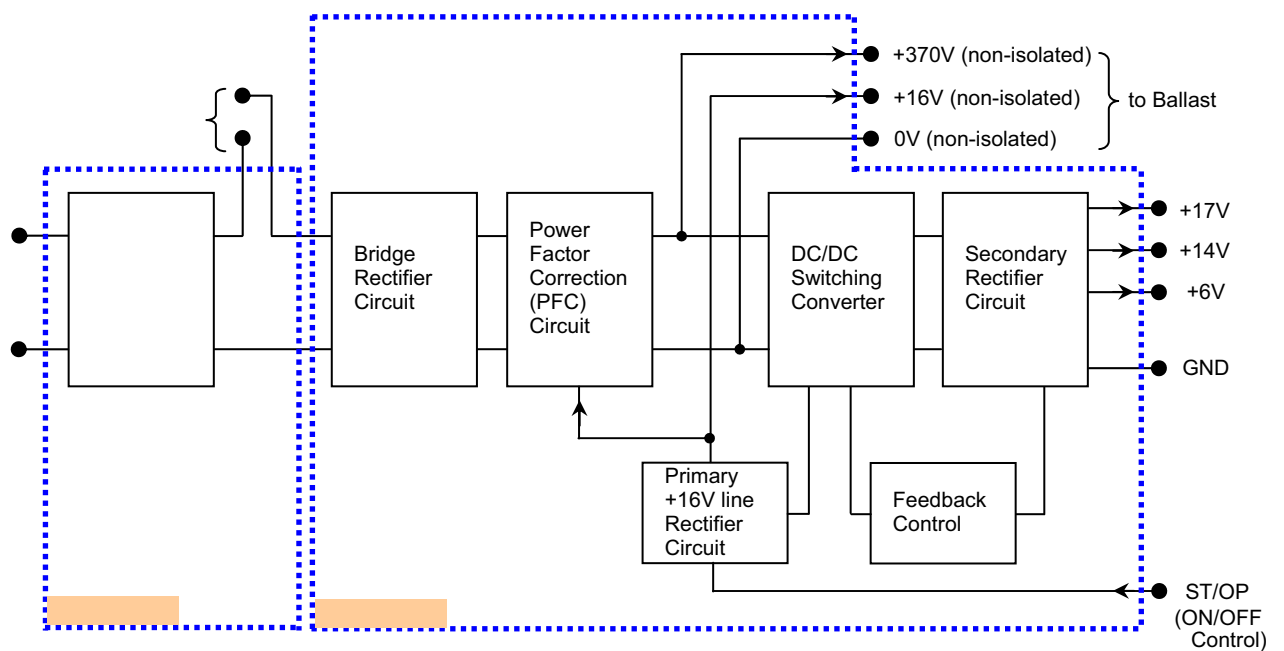 +370V (non-isolated)
+16V (non-isolated)
to Ballast
0V (non-isolated)
Bridge
Rectifier
Circuit
Power
Factor
Correction
(PFC)
Circuit
DC/DC
Switching
Converter
Secondary
Rectifier
Circuit
+17V
+14V
+6V
GND
Primary
+16V line
Rectifier
Circuit
Feedback
Control
ST/OP
(ON/OFF
Control)